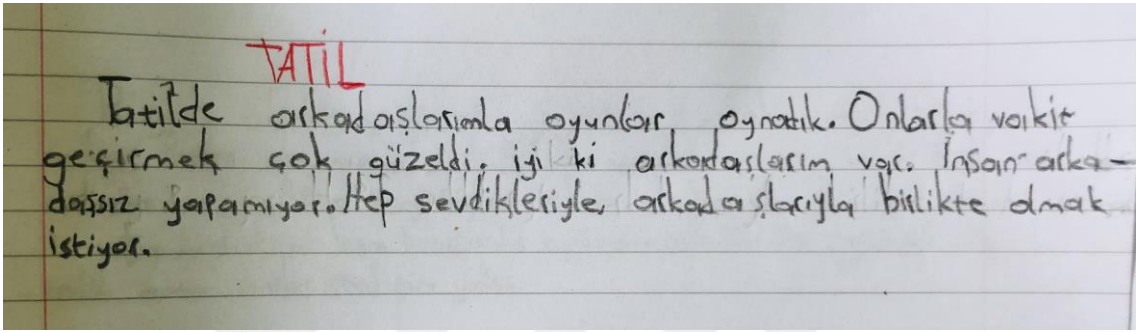 TATİL
Tatilde arkadaşlarımla oyunlar oynadık. Onlarla vakit
geçirmek çok güzeldi. iyi ki arkadaşlarım var. İnsan arka-
daşsız yapamıyor. Hep sevdikleriyle, arkadaşlarıyla birlikte olmak
istiyor.